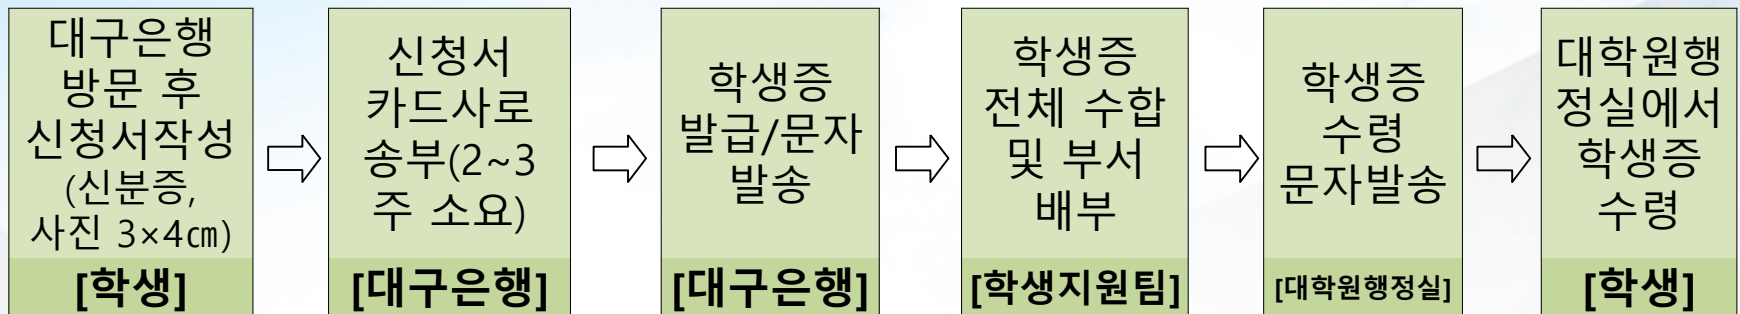 대구은행
방문 후
신청서작성
(신분증,
사진 3×4㎝)
[학생]
신청서
카드사로
송부(2~3
주 소요)
[대구은행]
학생증
발급/문자
발송
[대구은행]
학생증
전체 수합
및 부서
배부
[학생지원팀]
학생증
수령
문자발송
[대학원행정실]
대학원행
정실에서
학생증
수령
[학생]